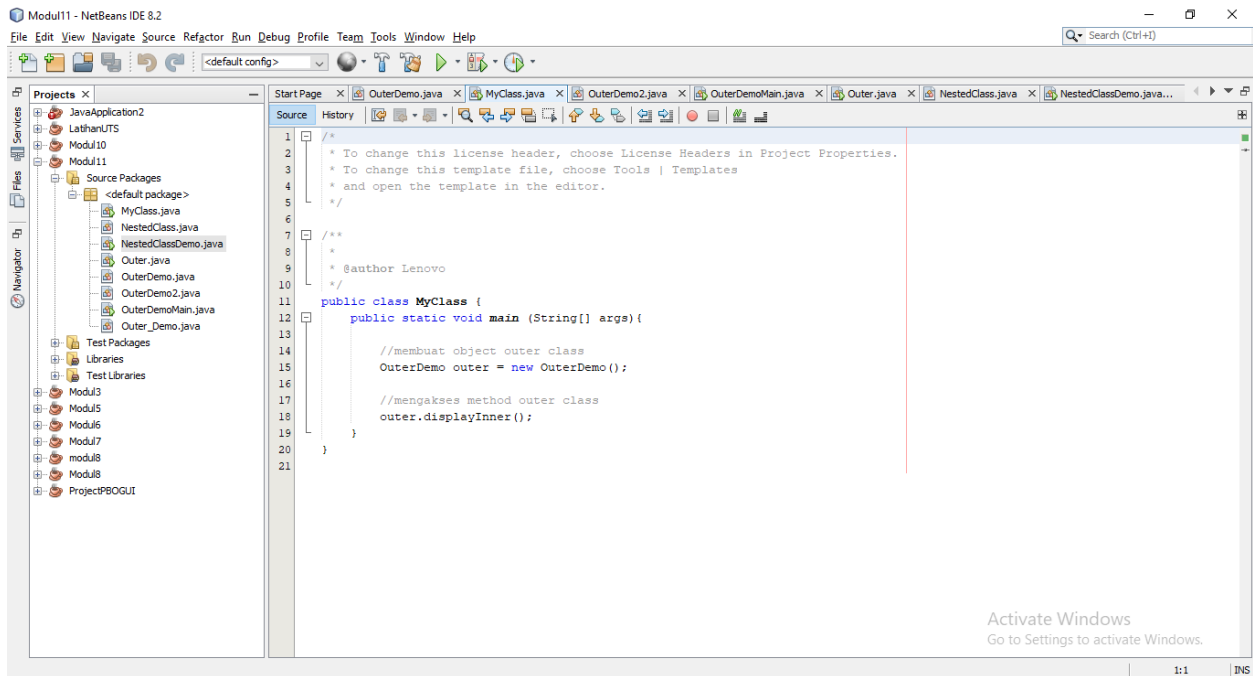 Modul11 - NetBeans IDE 8.2
File Edit View Navigate Source Refactor Run Debug Profile Team Tools Window Help
Search (Ctrl+I)
<default config>
Projects
Services
Files
Navigator
JavaApplication2
LatihanUTS
Modul10
Modul11
Source Packages
<default package>
MyClass.java
NestedClass.java
NestedClassDemo.java
Outer.java
OuterDemo.java
OuterDemo2.java
OuterDemoMain.java
Outer_Demo.java
Test Packages
Libraries
Test Libraries
Modul3
Modul5
Modul6
Modul7
modul8
Modul8
ProjectPBOGUI
Start Page OuterDemo.java MyClass.java OuterDemo2.java OuterDemoMain.java Outer.java NestedClass.java NestedClassDemo.java...
Source History
1 /*
2 * To change this license header, choose License Headers in Project Properties.
3 * To change this template file, choose Tools | Templates
4 * and open the template in the editor.
5 */
6
7 /**
8 *
9 * @author Lenovo
10 */
11 public class MyClass {
12 public static void main (String[] args){
13
14 //membuat object outer class
15 OuterDemo outer = new OuterDemo();
16
17 //mengakses method outer class
18 outer.displayInner();
19 }
20 }
21
Activate Windows
Go to Settings to activate Windows.
1:1 INS